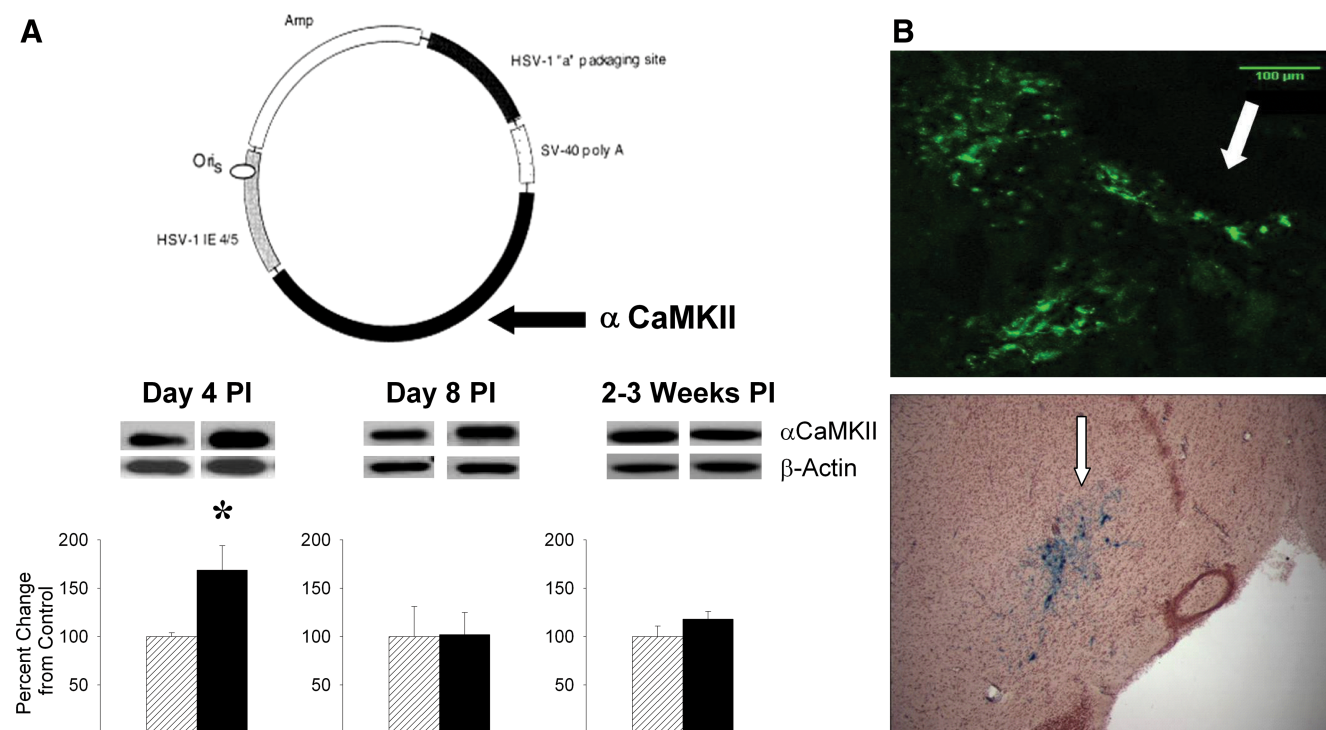 A
Amp
HSV-1 "a" packaging site
SV-40 poly A
OriS
HSV-1 IE 4/5
α CaMKII
Day 4 PI
Day 8 PI
2-3 Weeks PI
αCaMKII
β-Actin
*
Percent Change
from Control
200
150
100
50
200
150
100
50
200
150
100
50
B
100 μm